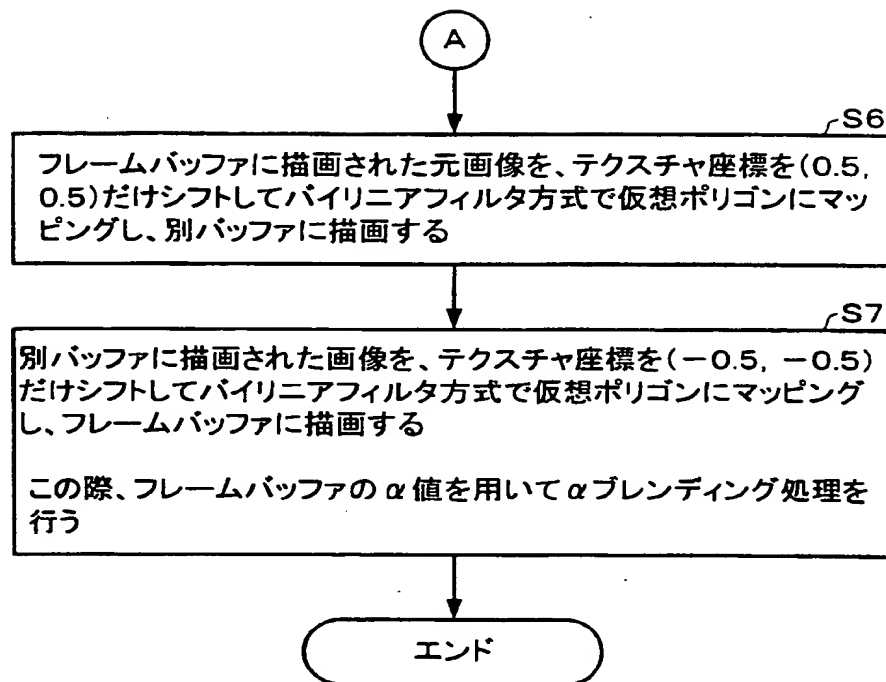 A
S6
フレームバッファに描画された元画像を、テクスチャ座標を(0.5,
0.5)だけシフトしてバイリニアフィルタ方式で仮想ポリゴンにマッ
ピングし、別バッファに描画する
S7
別バッファに描画された画像を、テクスチャ座標を(−0.5, −0.5)
だけシフトしてバイリニアフィルタ方式で仮想ポリゴンにマッピング
し、フレームバッファに描画する
この際、フレームバッファのα値を用いてαブレンディング処理を
行う
エンド